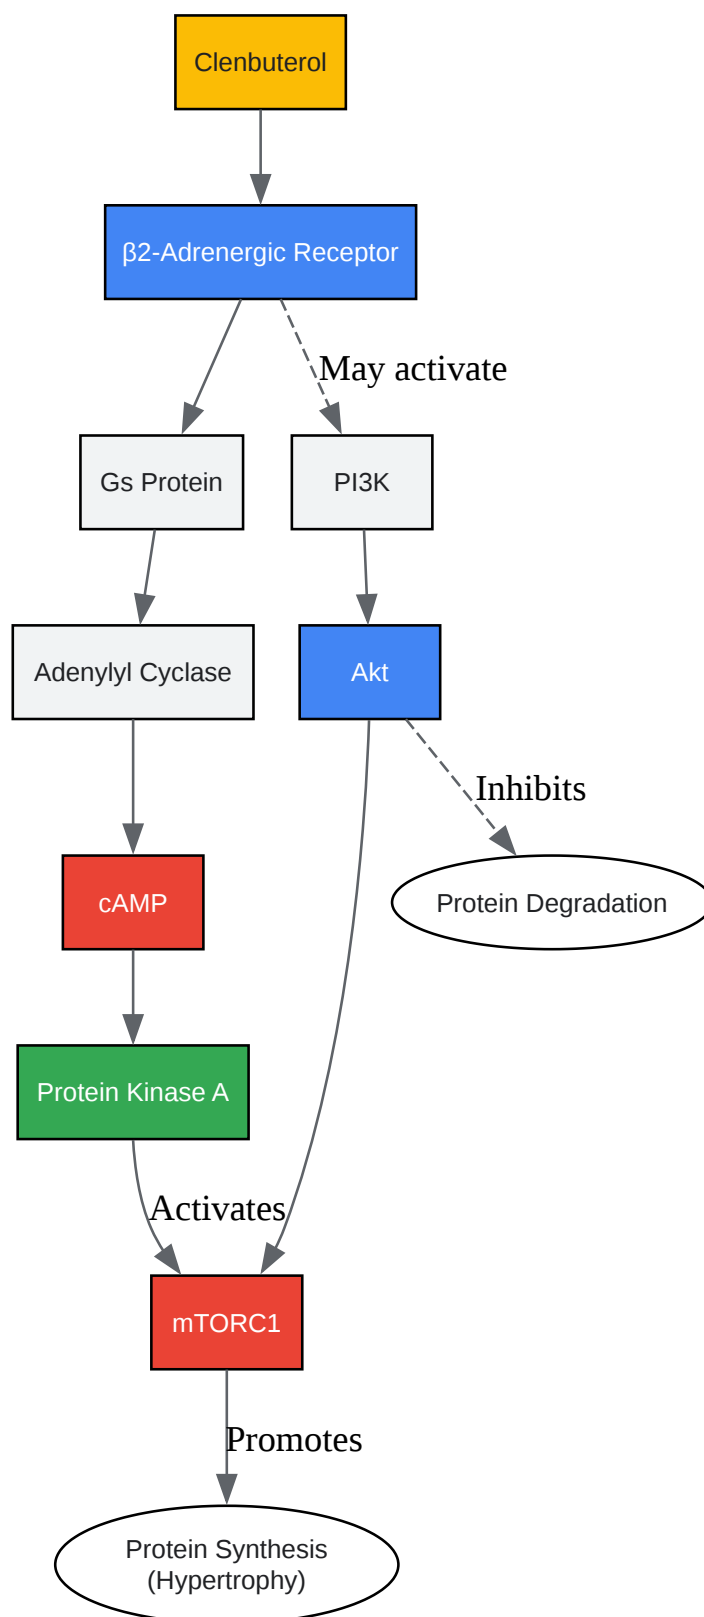 Clenbuterol
β2-Adrenergic Receptor
May activate
Gs Protein
PI3K
Adenylyl Cyclase
Akt
Inhibits
cAMP
Protein Degradation
Protein Kinase A
Activates
mTORC1
Promotes
Protein Synthesis
(Hypertrophy)